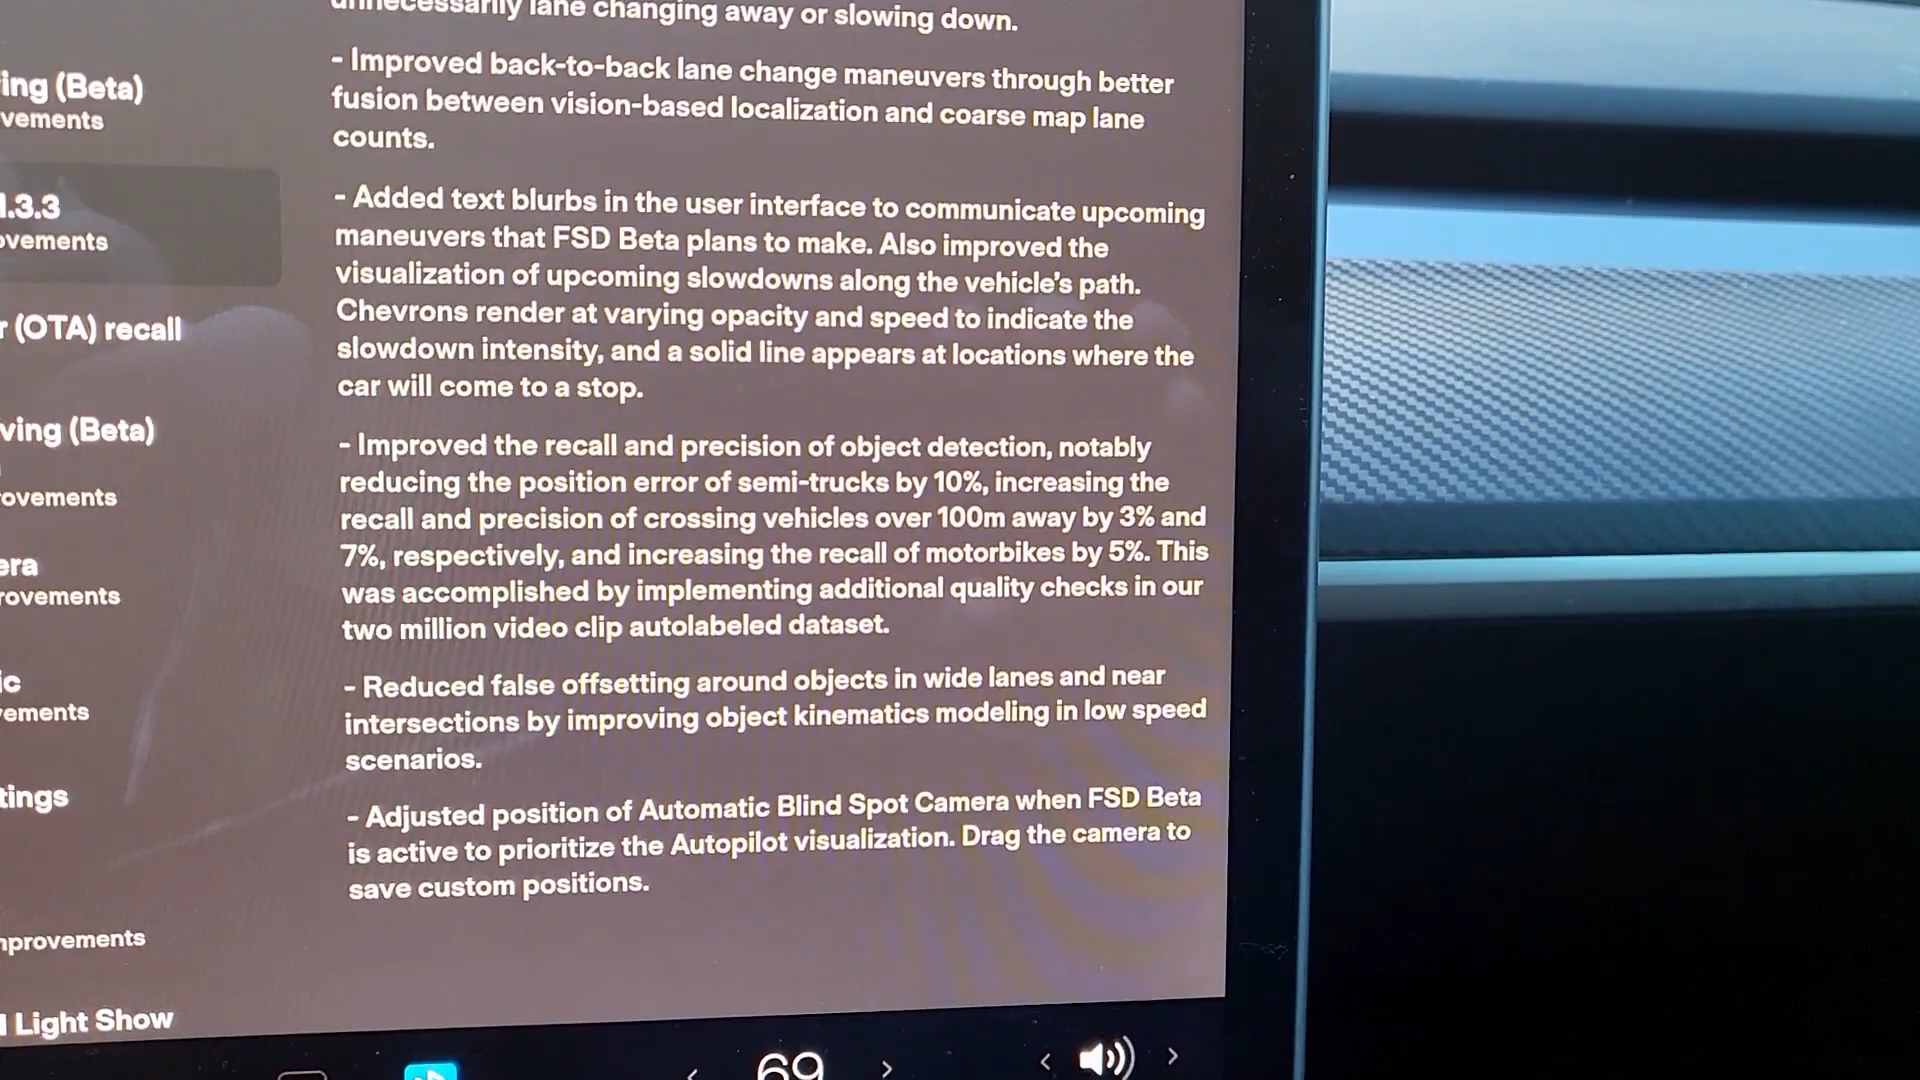 lane changing away or slowing down.
- Improved back-to-back lane change maneuvers through better
fusion between vision-based localization and coarse map lane
counts.
- Added text blurbs in the user interface to communicate upcoming
maneuvers that FSD Beta plans to make. Also improved the
visualization of upcoming slowdowns along the vehicle's path.
Chevrons render at varying opacity and speed to indicate the
slowdown intensity, and a solid line appears at locations where the
car will come to a stop.
- Improved the recall and precision of object detection, notably
reducing the position error of semi-trucks by 10%, increasing the
recall and precision of crossing vehicles over 100m away by 3% and
7%, respectively, and increasing the recall of motorbikes by 5%. This
was accomplished by implementing additional quality checks in our
two million video clip autolabeled dataset.
- Reduced false offsetting around objects in wide lanes and near
intersections by improving object kinematics modeling in low speed
scenarios.
- Adjusted position of Automatic Blind Spot Camera when FSD Beta
is active to prioritize the Autopilot visualization. Drag the camera to
save custom positions.
ing (Beta)
vements
.3.3
ovements
(OTA) recall
ving (Beta)
ovements
era
rovements
ic
ements
tings
provements
Light Show
69